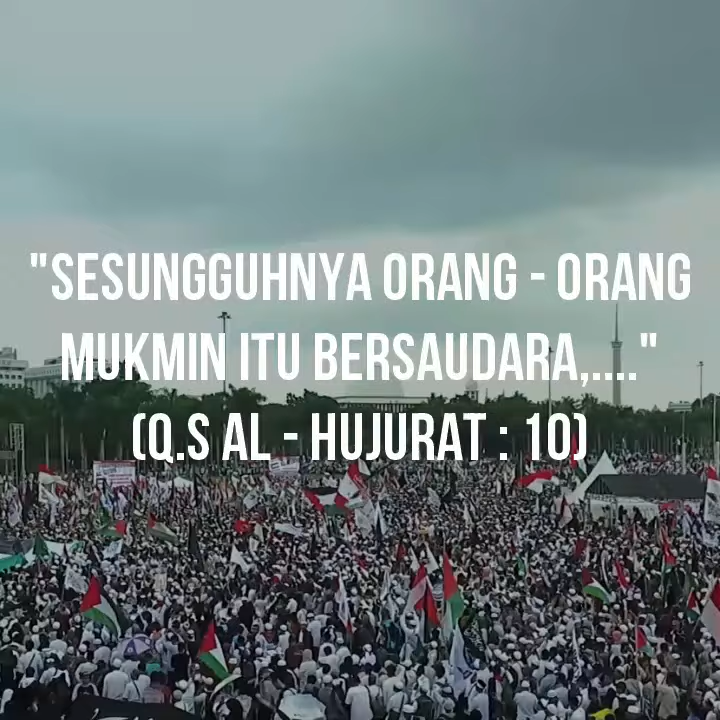 "SESUNGGUHNYA ORANG - ORANG
MUKMIN ITU BERSAUDARA,...."
(Q.S AL - HUJURAT : 10)